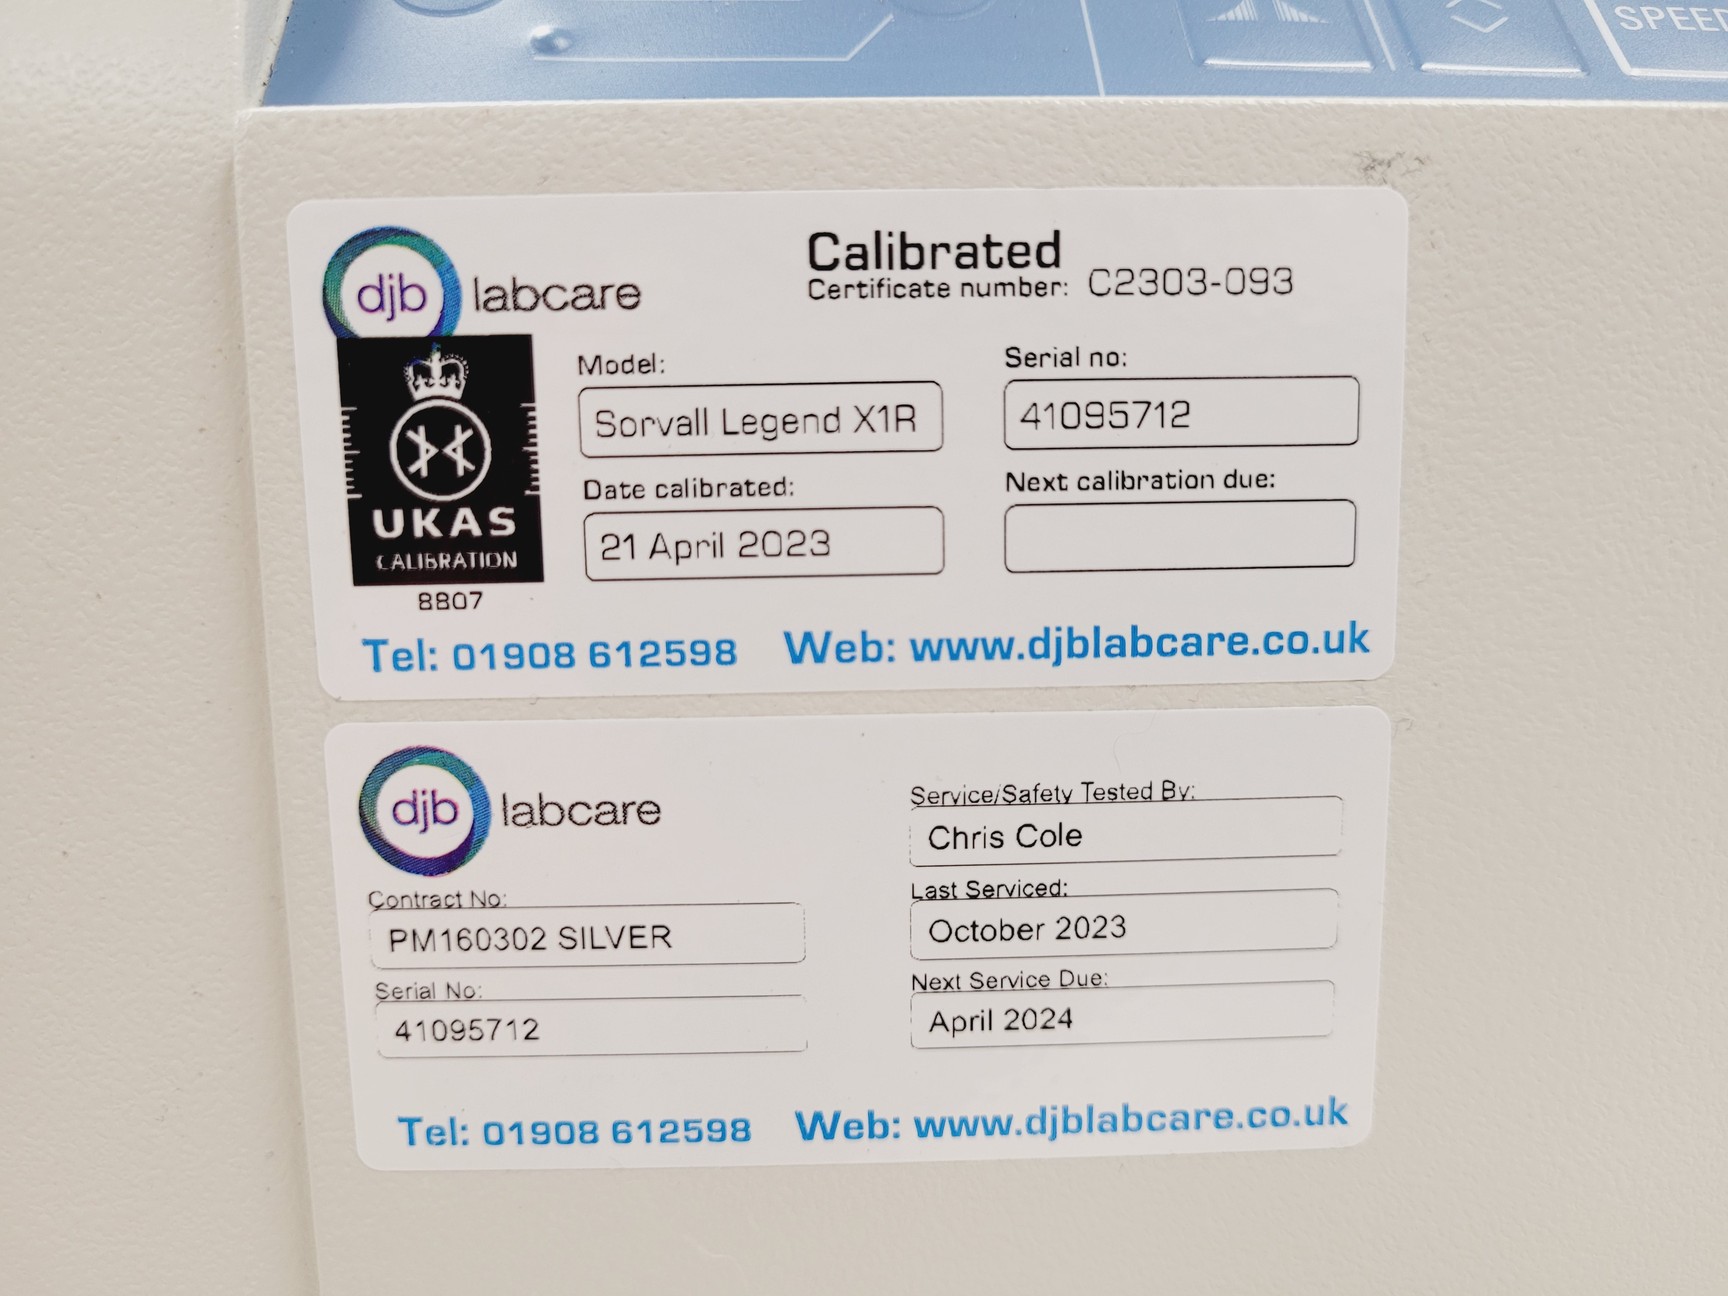 SPEED
djb labcare
Calibrated
Certificate number: C2303-093
Model:
Sorvall Legend X1R
Serial no:
41095712
Date calibrated:
21 April 2023
Next calibration due:
UKAS
CALIBRATION
8807
Tel: 01908 612598 Web: www.djblabcare.co.uk
djb labcare
Service/Safety Tested By:
Chris Cole
Contract No:
PM160302 SILVER
Last Serviced:
October 2023
Serial No:
41095712
Next Service Due:
April 2024
Tel: 01908 612598 Web: www.djblabcare.co.uk